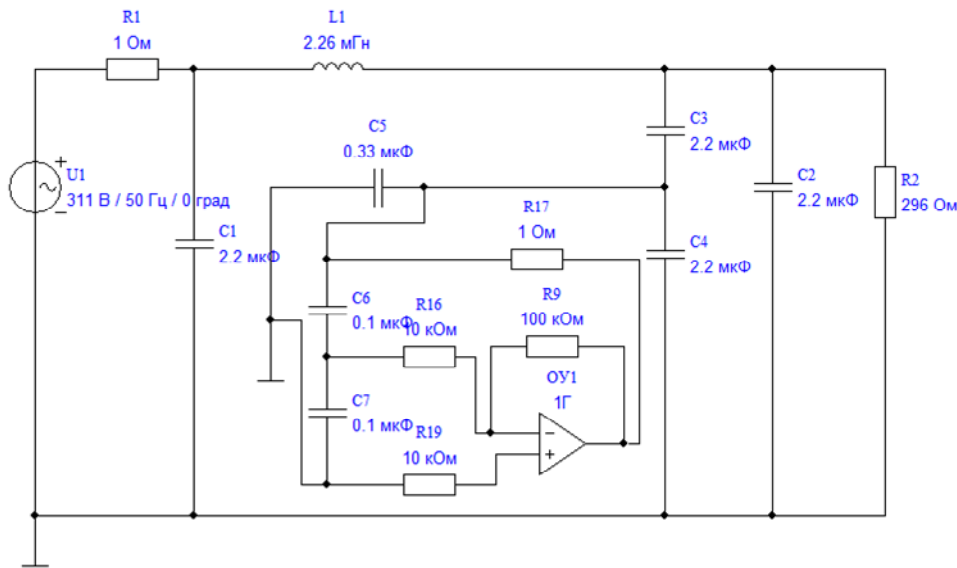 R1
1 Ом
L1
2.26 мГн
C5
0.33 мкФ
C3
2.2 мкФ
U1
311 В / 50 Гц / 0 град
C2
2.2 мкФ
R2
296 Ом
C1
2.2 мкФ
R17
1 Ом
C4
2.2 мкФ
C6
0.1 мкФ
R16
10 кОм
R9
100 кОм
ОУ1
1Г
C7
0.1 мкФ
R19
10 кОм